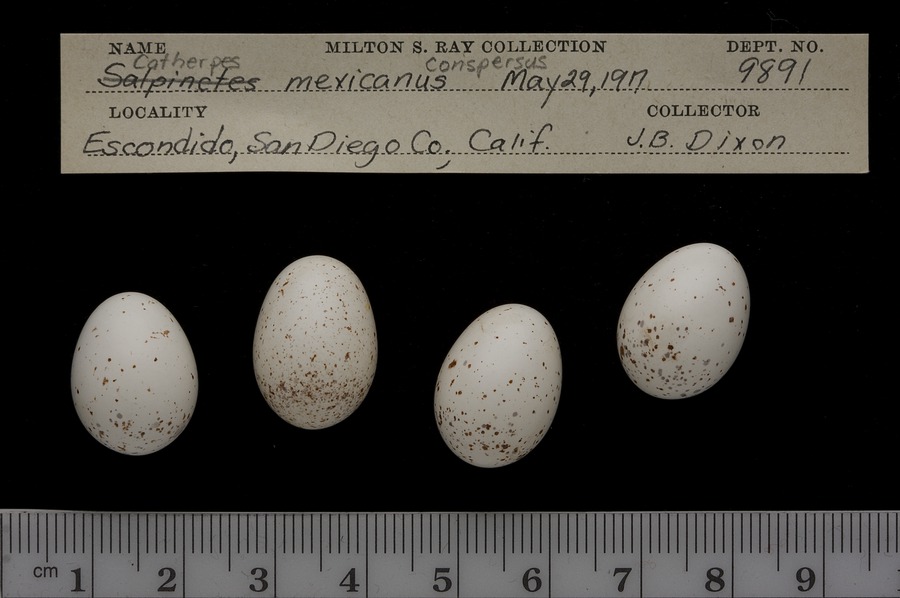 NAME MILTON S. RAY COLLECTION DEPT. NO.
Catherpes conspersus
Salpinctes mexicanus May 29, 1917 9891
LOCALITY COLLECTOR
Escondido, San Diego Co., Calif. J.B. Dixon
cm 1 2 3 4 5 6 7 8 9 1